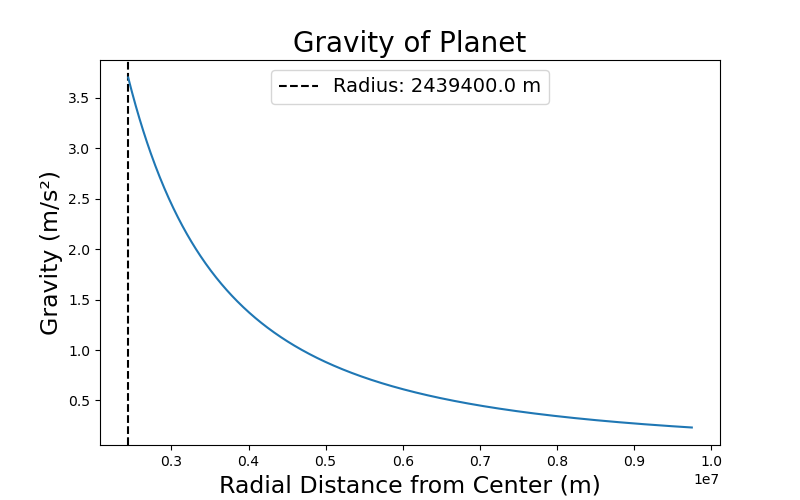 Gravity of Planet
Radius: 2439400.0 m
Gravity (m/s²)
3.5
3.0
2.5
2.0
1.5
1.0
0.5
0.3 0.4 0.5 0.6 0.7 0.8 0.9 1.0
1e7
Radial Distance from Center (m)